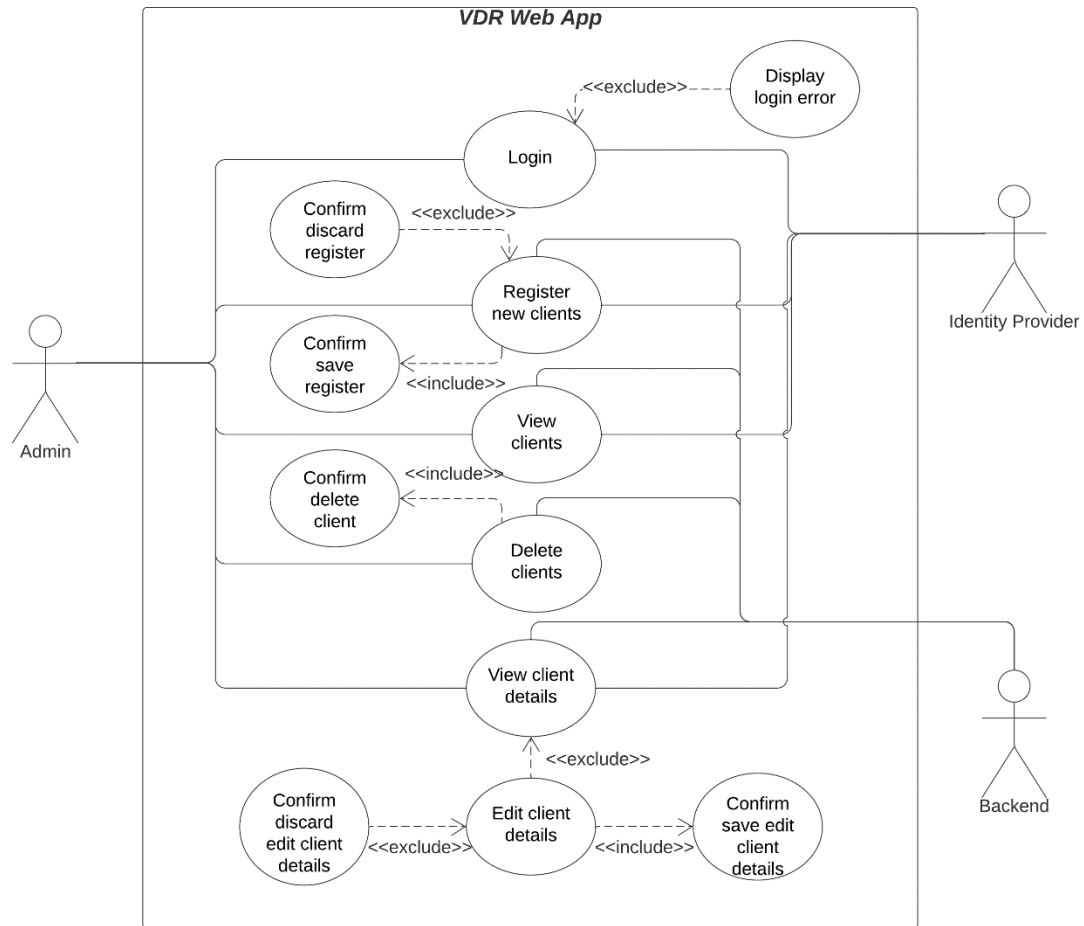 VDR Web App
Display
login error
<<exclude>>
Login
Confirm
discard
register
<<exclude>>
Identity Provider
Register
new clients
Confirm
save
register
<<include>>
Admin
View
clients
Confirm
delete
client
<<include>>
Delete
clients
View client
details
<<exclude>>
Backend
Confirm
discard
edit client
details
<<exclude>>
Edit client
details
<<include>>
Confirm
save edit
client
details